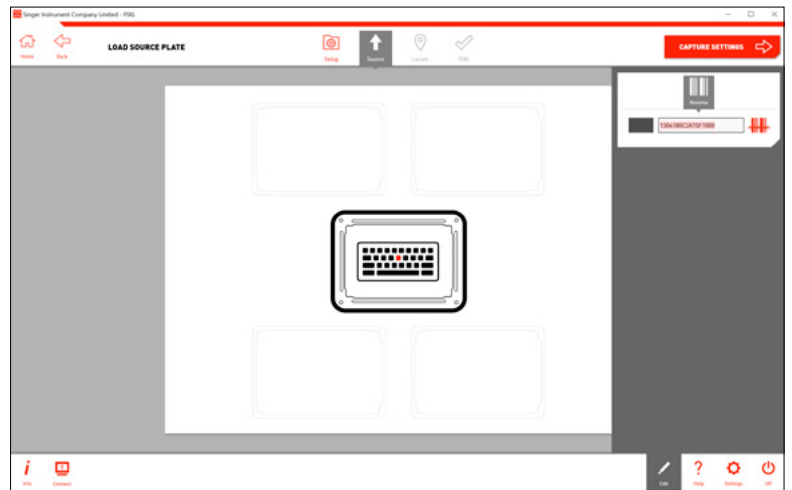 Singer Instrument Company Limited - PIXL
Home
Back
LOAD SOURCE PLATE
Setup
Source
Locate
PIXL
CAPTURE SETTINGS
Rename
Info
Connect
Edit
Help
Settings
Off